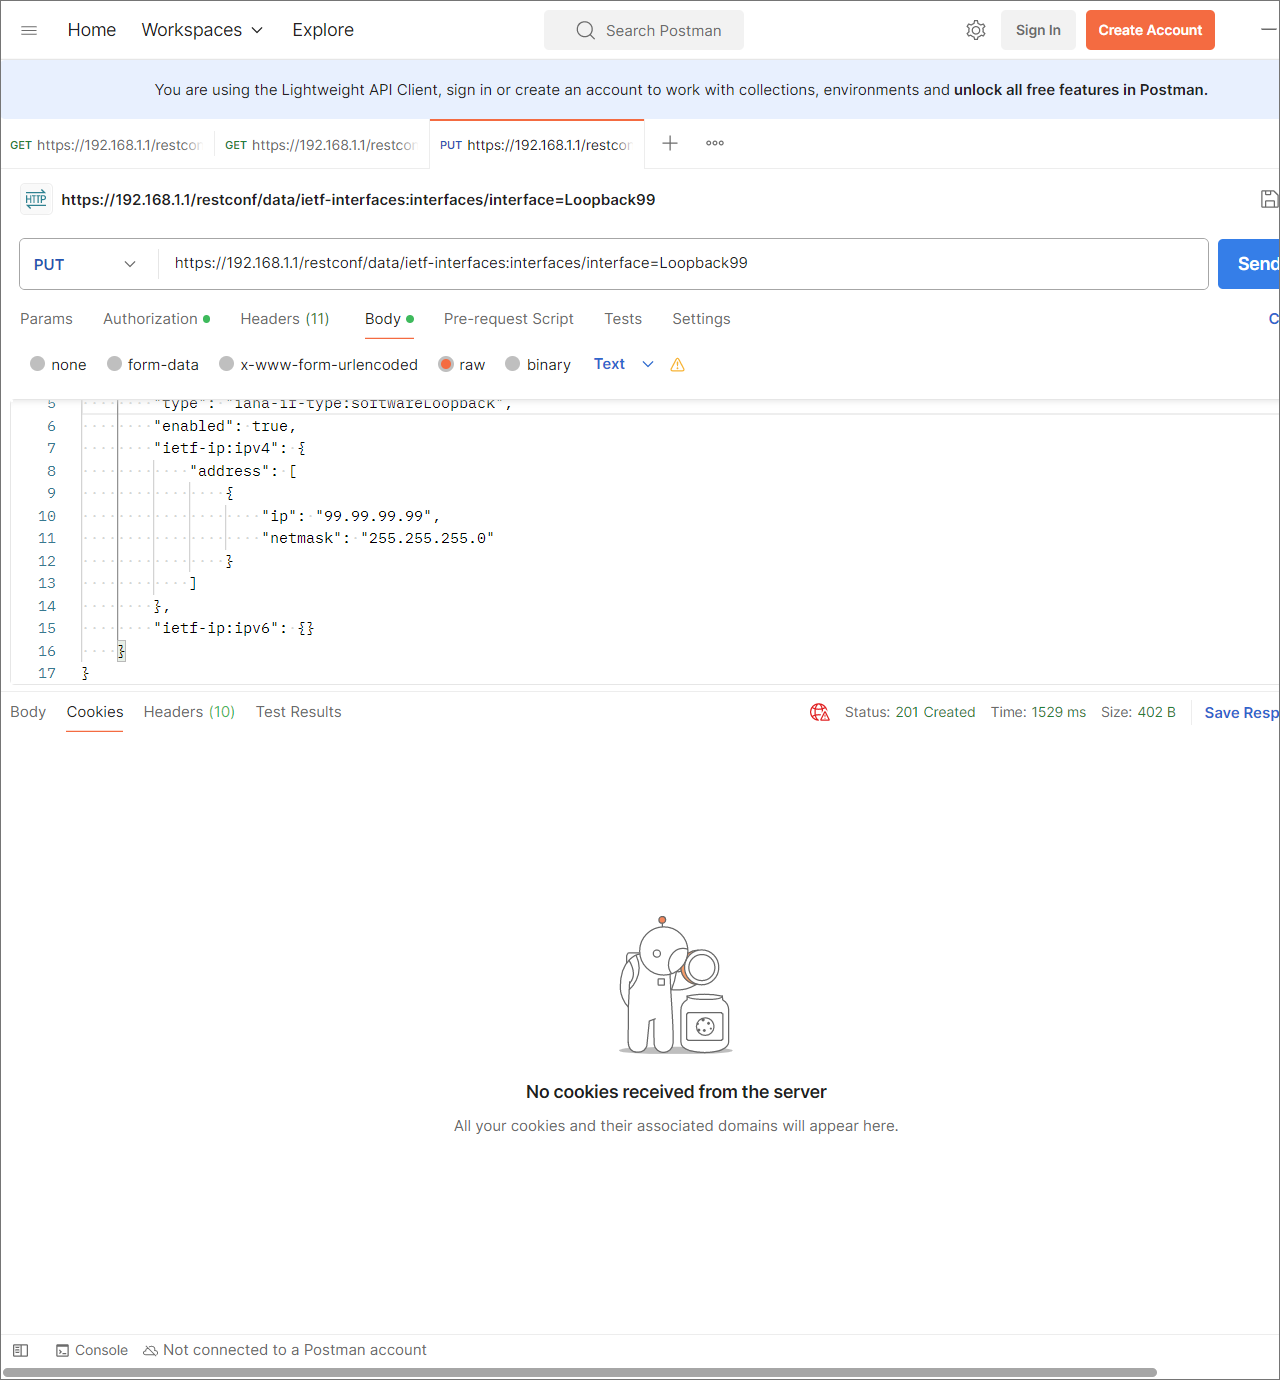 Home Workspaces Explore Search Postman Sign In Create Account
You are using the Lightweight API Client, sign in or create an account to work with collections, environments and unlock all free features in Postman.
GET https://192.168.1.1/restcon GET https://192.168.1.1/restcon PUT https://192.168.1.1/restcon
HTTP https://192.168.1.1/restconf/data/ietf-interfaces:interfaces/interface=Loopback99
PUT https://192.168.1.1/restconf/data/ietf-interfaces:interfaces/interface=Loopback99 Send
Params Authorization Headers (11) Body Pre-request Script Tests Settings C
none form-data x-www-form-urlencoded raw binary Text
5 "type": "iana-if-type:softwareLoopback",
6 "enabled": true,
7 "ietf-ip:ipv4": {
8 "address": [
9 {
10 "ip": "99.99.99.99",
11 "netmask": "255.255.255.0"
12 }
13 ]
14 },
15 "ietf-ip:ipv6": {}
16 }
17 }
Body Cookies Headers (10) Test Results Status: 201 Created Time: 1529 ms Size: 402 B Save Resp
No cookies received from the server
All your cookies and their associated domains will appear here.
Console Not connected to a Postman account